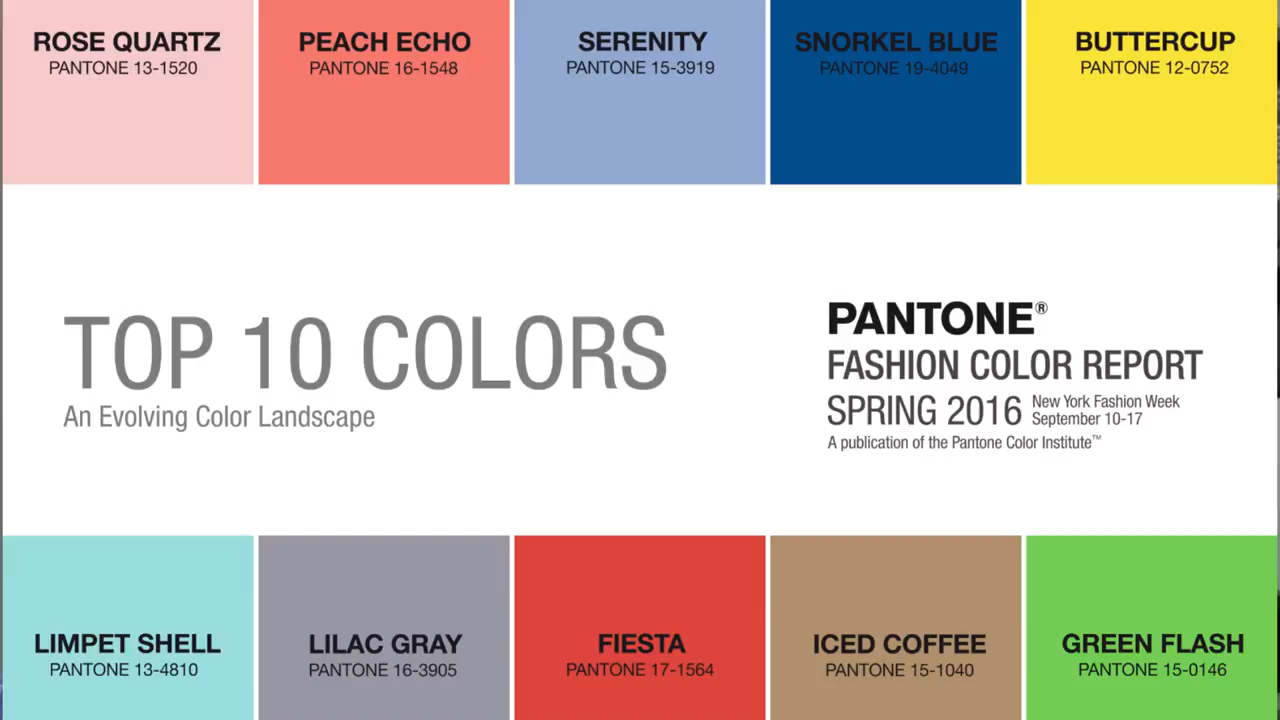 ROSE QUARTZ
PANTONE 13-1520
PEACH ECHO
PANTONE 16-1548
SERENITY
PANTONE 15-3919
SNORKEL BLUE
PANTONE 19-4049
BUTTERCUP
PANTONE 12-0752
TOP 10 COLORS
An Evolving Color Landscape
PANTONE®
FASHION COLOR REPORT
SPRING 2016
New York Fashion Week
September 10-17
A publication of the Pantone Color Institute™
LIMPET SHELL
PANTONE 13-4810
LILAC GRAY
PANTONE 16-3905
FIESTA
PANTONE 17-1564
ICED COFFEE
PANTONE 15-1040
GREEN FLASH
PANTONE 15-0146